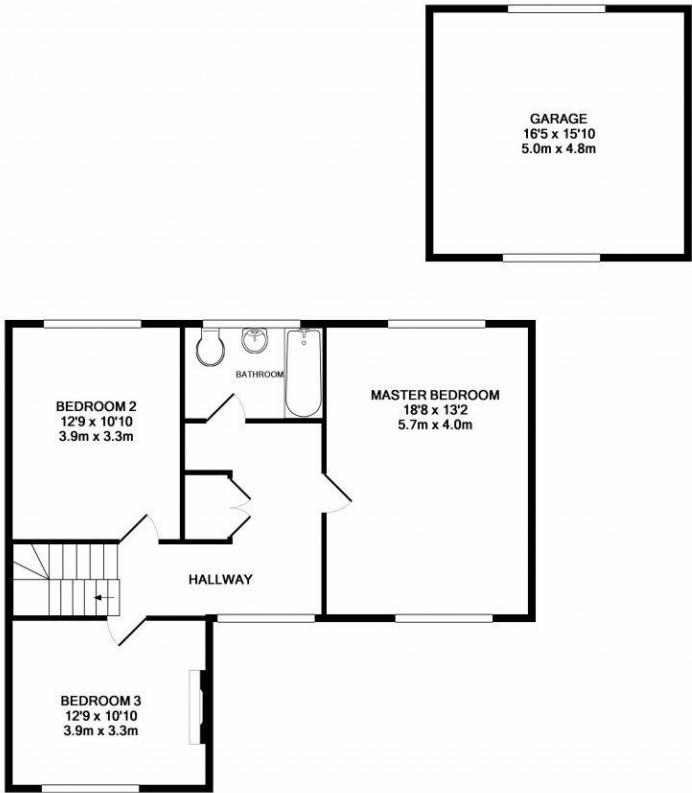 GARAGE
16'5 x 15'10
5.0m x 4.8m
BEDROOM 2
12'9 x 10'10
3.9m x 3.3m
BATHROOM
MASTER BEDROOM
18'8 x 13'2
5.7m x 4.0m
HALLWAY
BEDROOM 3
12'9 x 10'10
3.9m x 3.3m